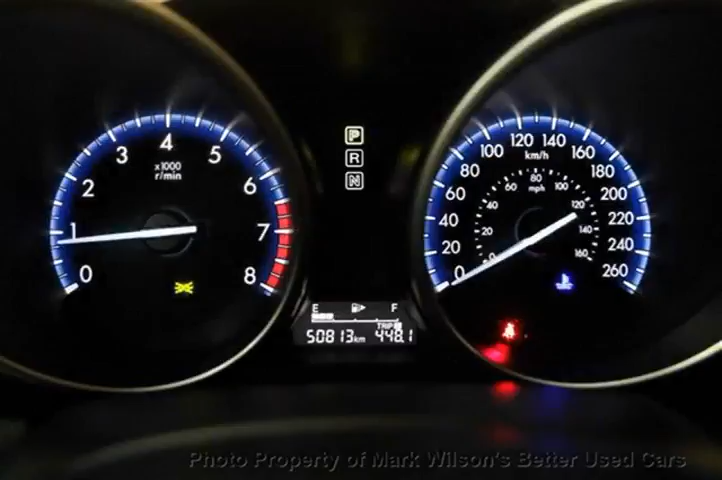 0 1 2 3 4 5 6 7 8
x1000
r/min
P
R
N
0 20 40 60 80 100 120 140 160 180 200 220 240 260
km/h
0 20 40 60 80 100 120 140 160
mph
E F
TRIP
50813km 448.1
Photo Property of Mark Wilson's Better Used Cars